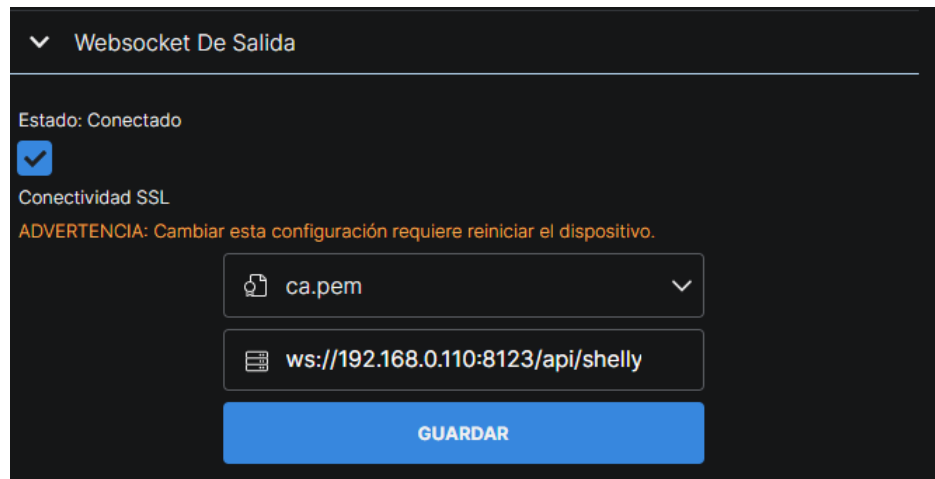 Websocket De Salida
Estado: Conectado
Conectividad SSL
ADVERTENCIA: Cambiar esta configuración requiere reiniciar el dispositivo.
ca.pem
ws://192.168.0.110:8123/api/shelly
GUARDAR